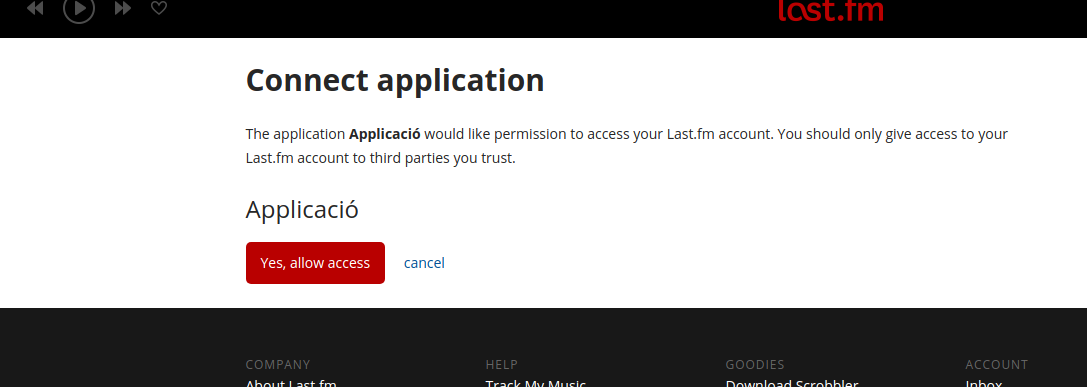 last.fm
Connect application
The application Applicació would like permission to access your Last.fm account. You should only give access to your
Last.fm account to third parties you trust.
Applicació
Yes, allow access
cancel
COMPANY
HELP
GOODIES
ACCOUNT
About Last.fm
Track My Music
Download Scrobbler
Inbox